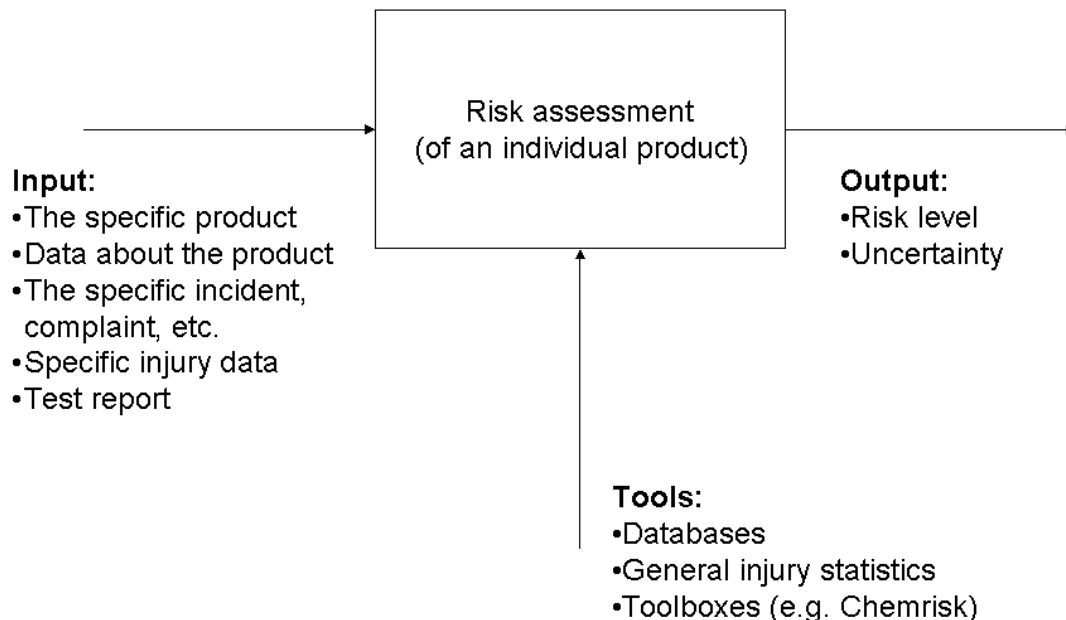 Risk assessment
(of an individual product)
Input:
•The specific product
•Data about the product
•The specific incident,
complaint, etc.
•Specific injury data
•Test report
Output:
•Risk level
•Uncertainty
Tools:
•Databases
•General injury statistics
•Toolboxes (e.g. Chemrisk)